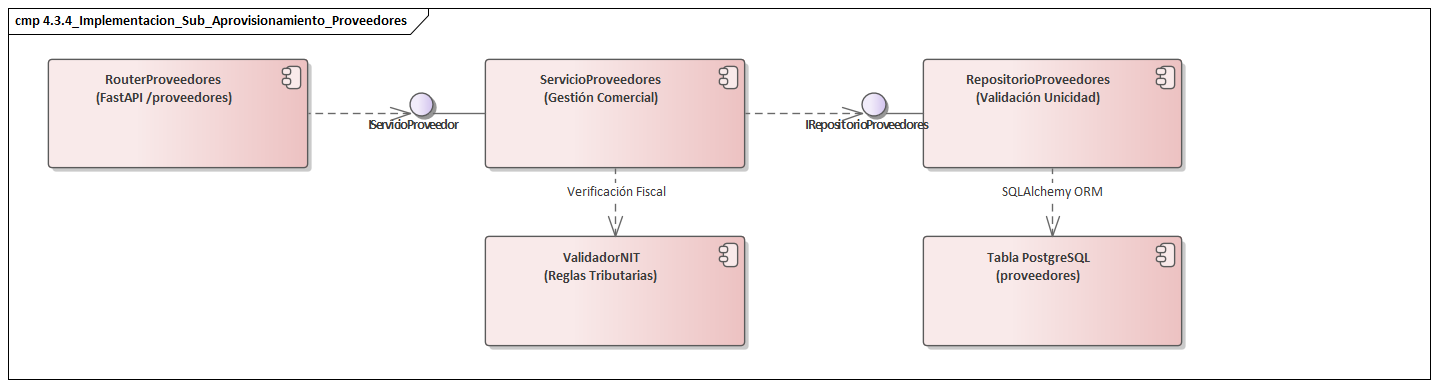 cmp 4.3.4_Implementacion_Sub_Aprovisionamiento_Proveedores
RouterProveedores
(FastAPI /proveedores)
IServicioProveedor
ServicioProveedores
(Gestión Comercial)
IRepositorioProveedores
RepositorioProveedores
(Validación Unicidad)
Verificación Fiscal
SQLAlchemy ORM
ValidadorNIT
(Reglas Tributarias)
Tabla PostgreSQL
(proveedores)